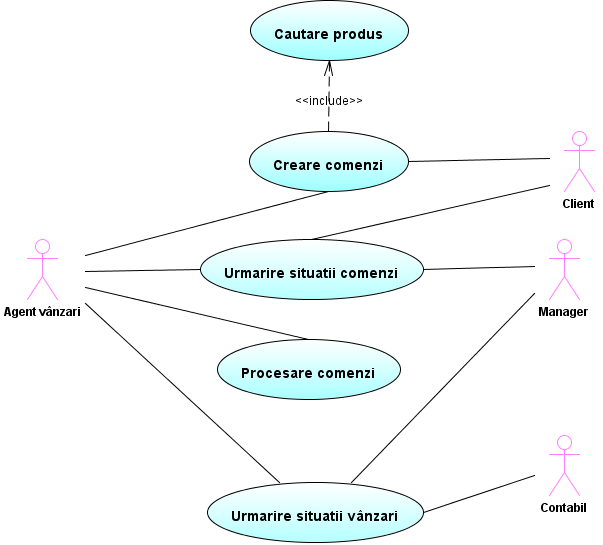 Cautare produs
<<include>>
Creare comenzi
Client
Urmarire situatii comenzi
Agent vânzari
Manager
Procesare comenzi
Contabil
Urmarire situatii vânzari